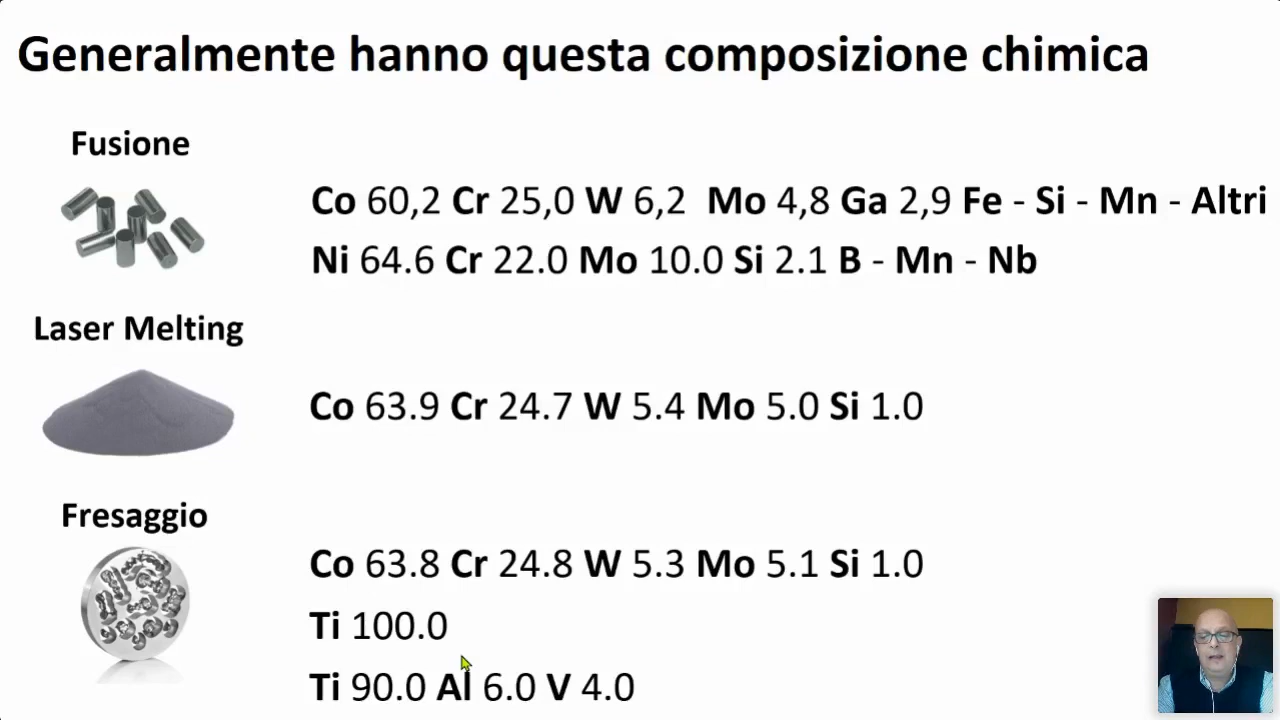 Generalmente hanno questa composizione chimica
Fusione
Co 60,2 Cr 25,0 W 6,2 Mo 4,8 Ga 2,9 Fe - Si - Mn - Altri
Ni 64.6 Cr 22.0 Mo 10.0 Si 2.1 B - Mn - Nb
Laser Melting
Co 63.9 Cr 24.7 W 5.4 Mo 5.0 Si 1.0
Fresaggio
Co 63.8 Cr 24.8 W 5.3 Mo 5.1 Si 1.0
Ti 100.0
Ti 90.0 Al 6.0 V 4.0